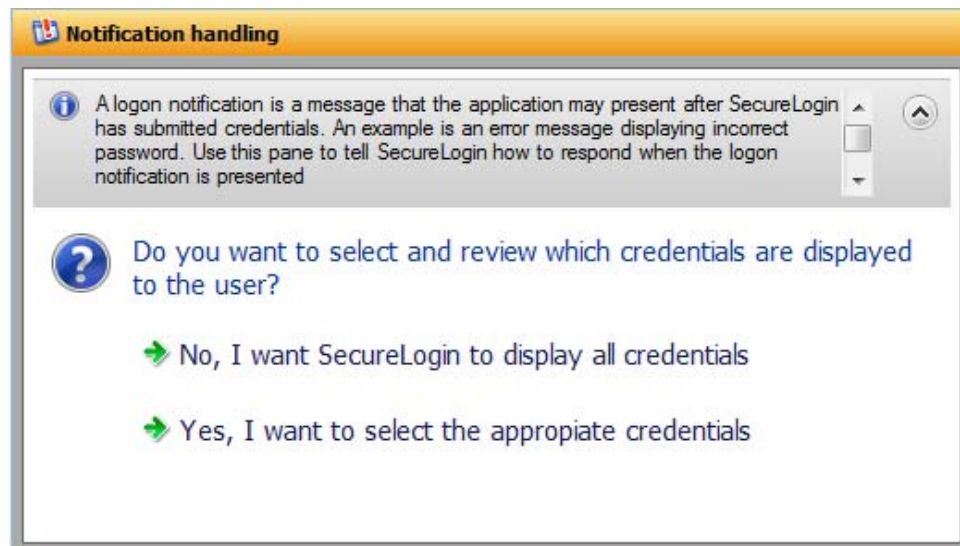 Notification handling
A logon notification is a message that the application may present after SecureLogin
has submitted credentials. An example is an error message displaying incorrect
password. Use this pane to tell SecureLogin how to respond when the logon
notification is presented
Do you want to select and review which credentials are displayed
to the user?
No, I want SecureLogin to display all credentials
Yes, I want to select the appropiate credentials